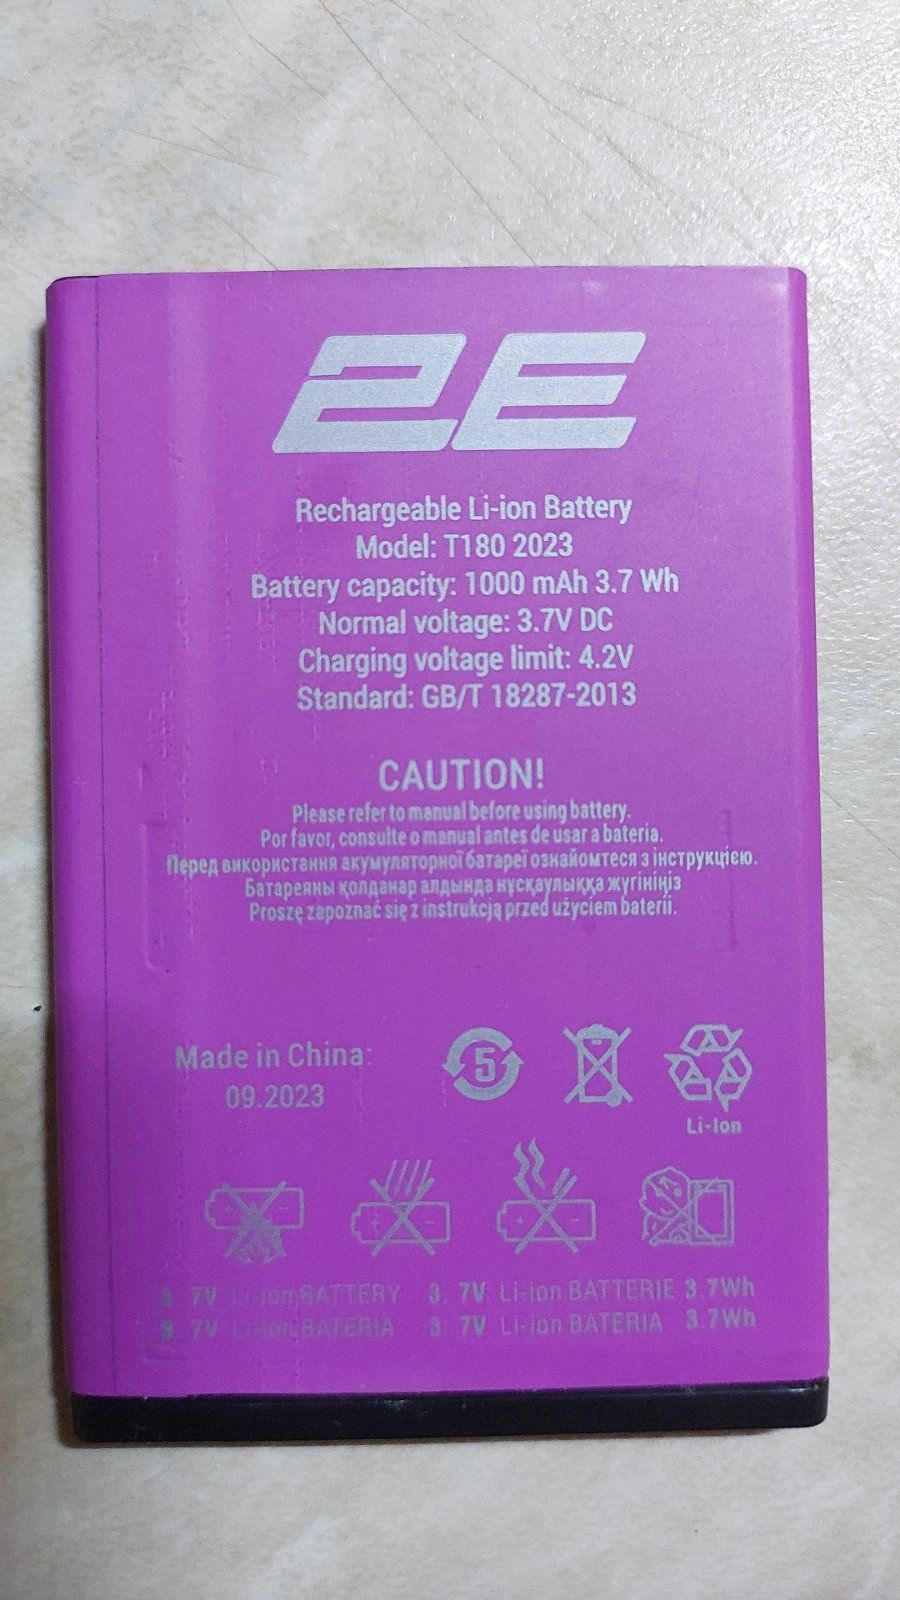 2E
Rechargeable Li-ion Battery
Model: T180 2023
Battery capacity: 1000 mAh 3.7 Wh
Normal voltage: 3.7V DC
Charging voltage limit: 4.2V
Standard: GB/T 18287-2013
CAUTION!
Please refer to manual before using battery.
Por favor, consulte o manual antes de usar a bateria.
Перед використання акумуляторної батареї ознайомтеся з інструкцією.
Батареяны қолданар алдында нұсқаулыққа жүгініңіз
Proszę zapoznać się z instrukcją przed użyciem baterii.
Made in China:
09.2023
5
Li-Ion
+ - + - + -
3. 7V Li-ion BATTERY 3. 7V Li-ion BATTERIE 3.7Wh
3. 7V Li-ion BATERIA 3. 7V Li-ion BATERIA 3.7Wh